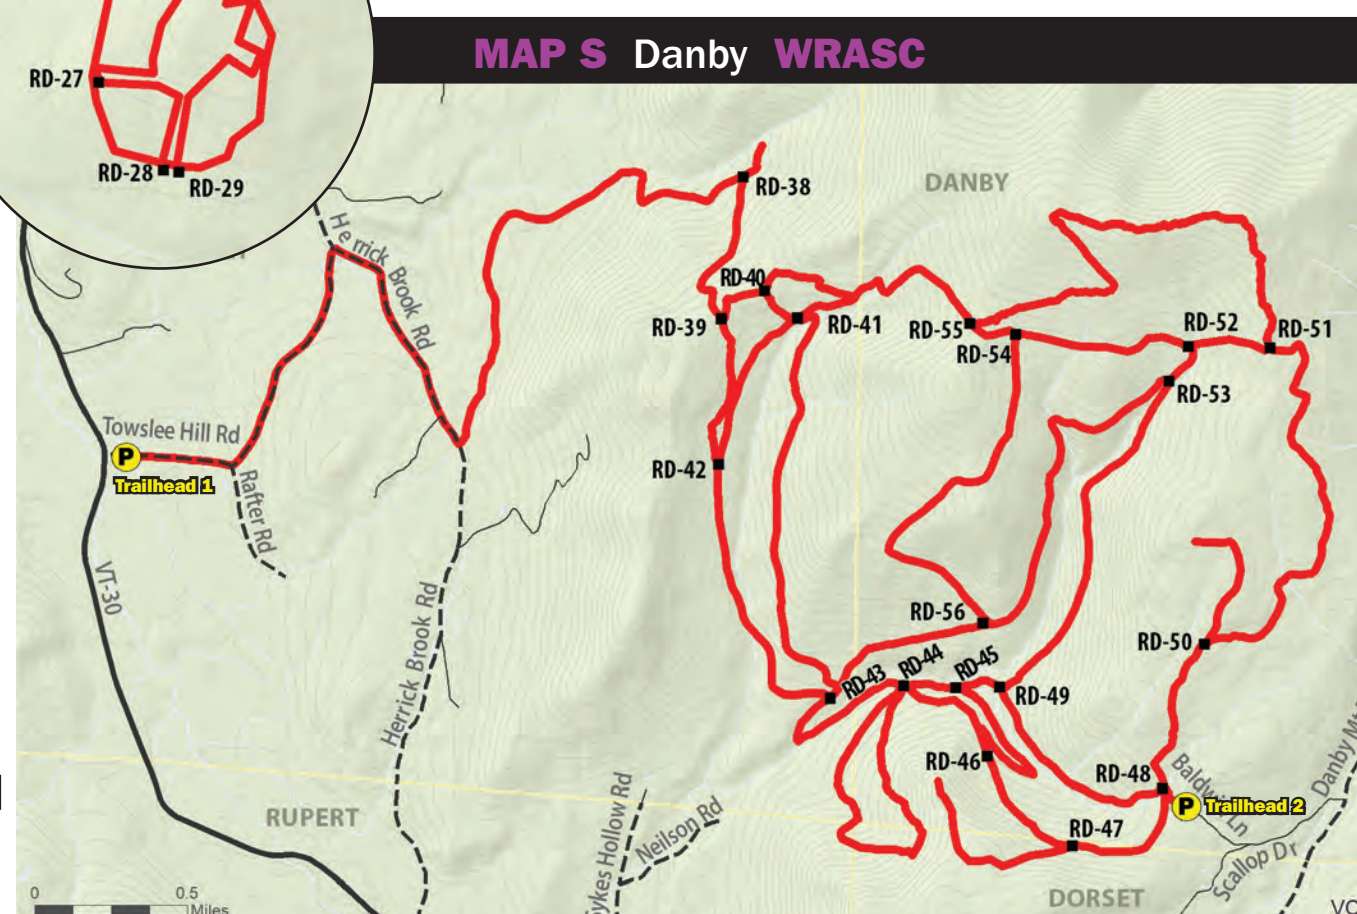 MAP S Danby WRASC
RD-27
RD-28
RD-29
RD-38
DANBY
Herrick Brook Rd
RD-40
RD-39
RD-41
RD-55
RD-54
RD-52
RD-51
RD-53
Towslee Hill Rd
P
Trailhead 1
RD-42
Rafter Rd
VT-30
RD-56
Herrick Brook Rd
RD-43
RD-44
RD-45
RD-49
RD-50
RD-46
RD-48
Baldwin Ln
P
Trailhead 2
RD-47
RUPERT
Sykes Hollow Rd
Neilson Rd
Scallop Dr
DORSET
0
0.5
Miles